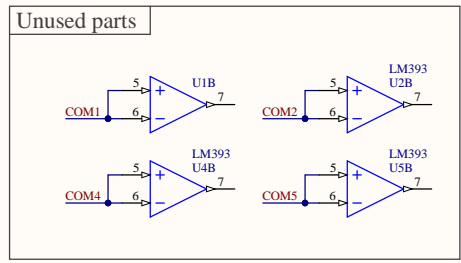 Unused parts
LM393
5 U1B U2B
+ 7 5 + 7
COM1 6 − COM2 6 −
LM393 LM393
5 U4B 5 U5B
+ 7 + 7
COM4 6 − COM5 6 −